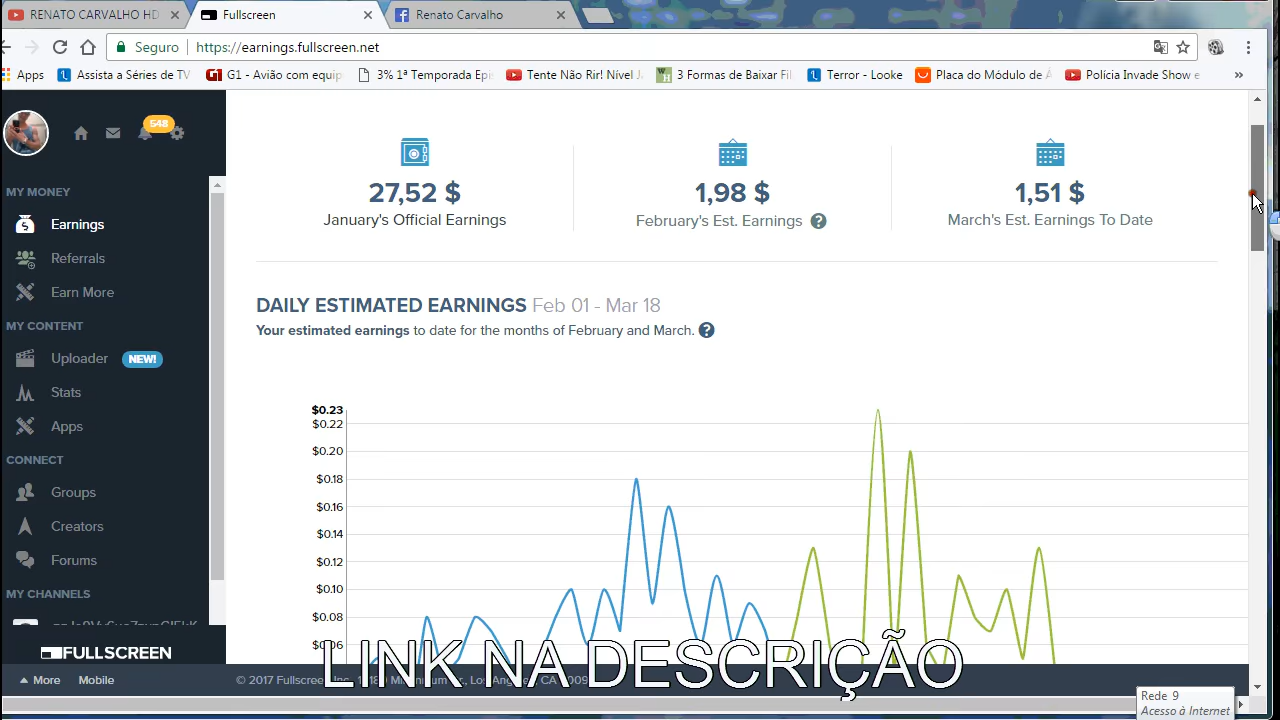 RENATO CARVALHO HD
Fullscreen
Renato Carvalho
Seguro
https://earnings.fullscreen.net
Apps
Assista a Séries de TV
G1 - Avião com equip
3% 1ª Temporada Epi
Tente Não Rir! Nível
3 Formas de Baixar
Terror - Looke
Placa do Módulo de
Polícia Invade Show e
»
548
27,52 $
January's Official Earnings
1,98 $
February's Est. Earnings ?
1,51 $
March's Est. Earnings To Date
MY MONEY
Earnings
Referrals
Earn More
MY CONTENT
Uploader NEW!
Stats
Apps
CONNECT
Groups
Creators
Forums
MY CHANNELS
FULLSCREEN
More Mobile
DAILY ESTIMATED EARNINGS Feb 01 - Mar 18
Your estimated earnings to date for the months of February and March. ?
$0.23
$0.22
$0.20
$0.18
$0.16
$0.14
$0.12
$0.10
$0.08
$0.06
LINK NA DESCRIÇÃO
© 2017 Fullscreen, Inc.
Rede 9
Acesso à Internet